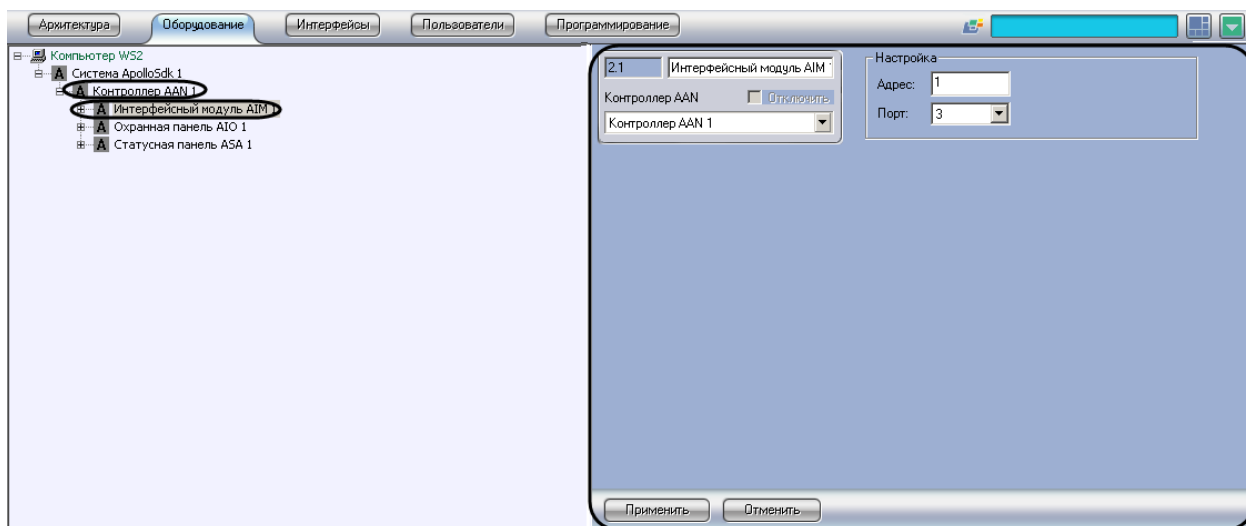 Архитектура Оборудование Интерфейсы Пользователи Программирование
Компьютер WS2
Система ApolloSdk 1
A Контроллер AAN 1
A Интерфейсный модуль AIM
A Охранная панель AIO 1
A Статусная панель ASA 1
2.1 Интерфейсный модуль AIM
Контроллер AAN Отключить
Контроллер AAN 1
Настройка
Адрес: 1
Порт: 3
Применить Отменить